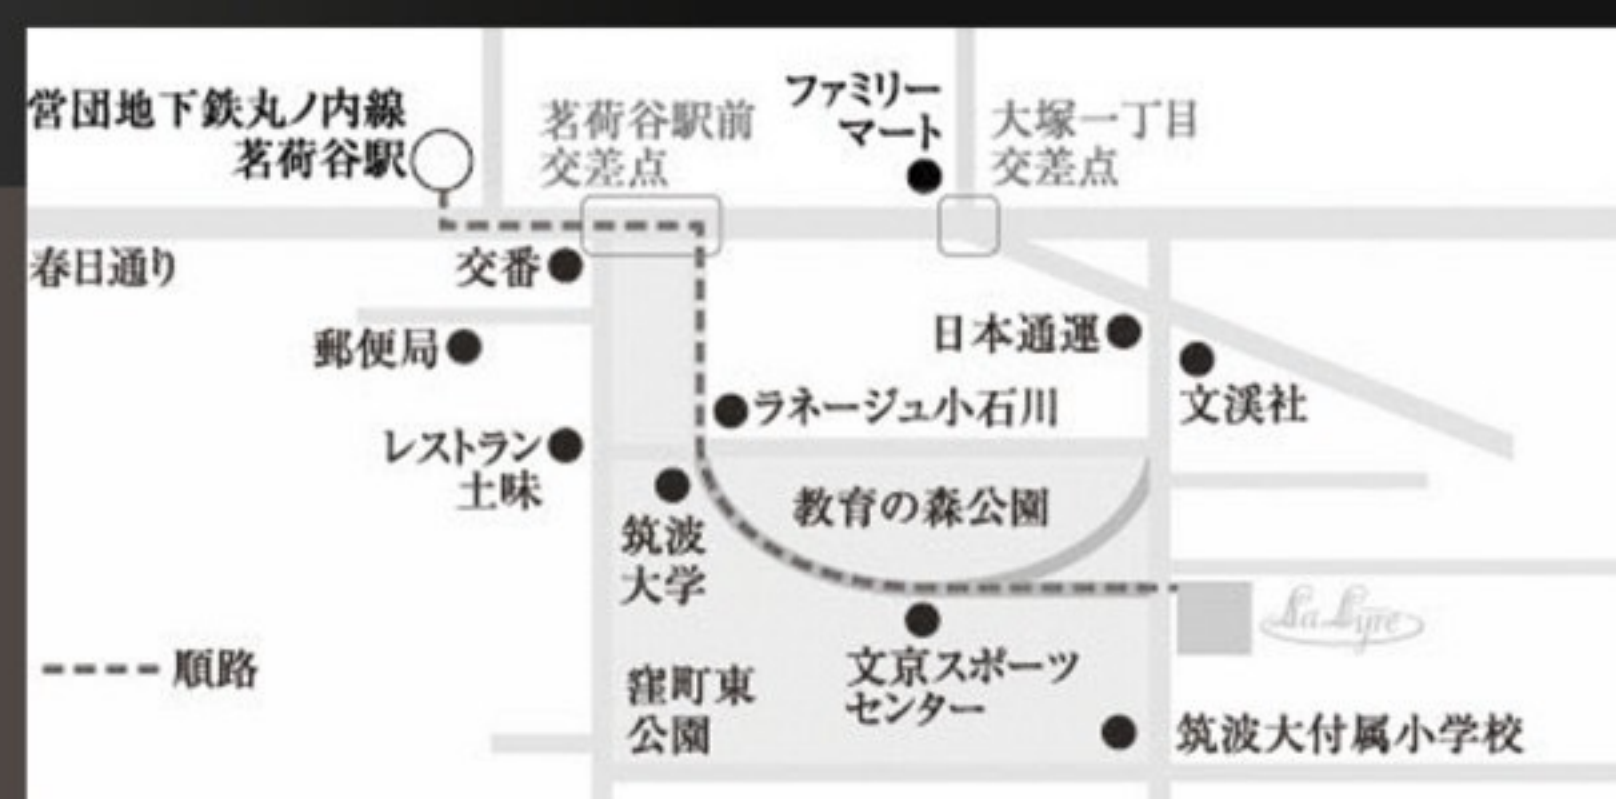 営団地下鉄丸ノ内線
茗荷谷駅
茗荷谷駅前
交差点
ファミリー
マート
大塚一丁目
交差点
春日通り
交番
郵便局
日本通運
文溪社
ラネージュ小石川
レストラン
土味
教育の森公園
筑波
大学
La Lyre
文京スポーツ
センター
順路
窪町東
公園
筑波大付属小学校